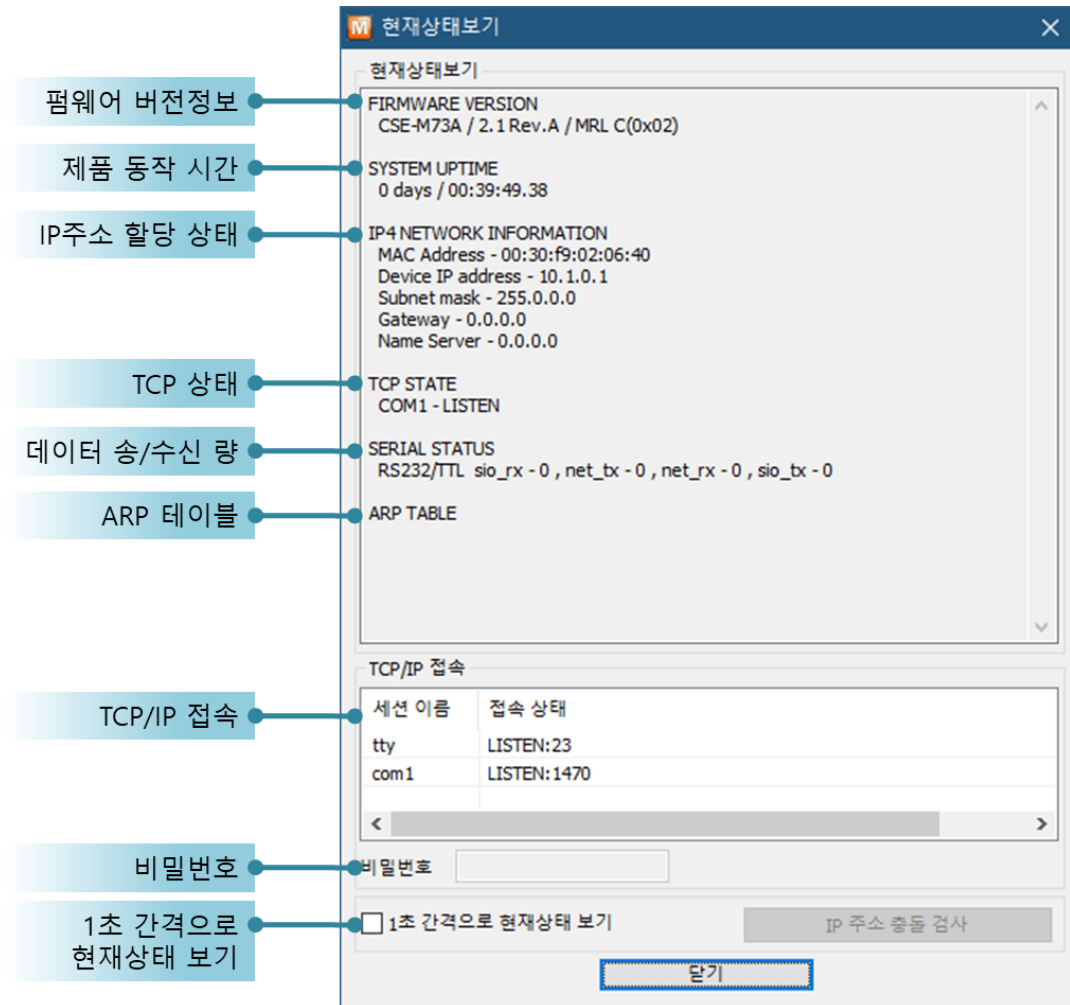 M 현재상태보기
현재상태보기
펌웨어 버전정보
FIRMWARE VERSION
CSE-M73A / 2.1 Rev.A / MRL C(0x02)
제품 동작 시간
SYSTEM UPTIME
0 days / 00:39:49.38
IP주소 할당 상태
IP4 NETWORK INFORMATION
MAC Address - 00:30:f9:02:06:40
Device IP address - 10.1.0.1
Subnet mask - 255.0.0.0
Gateway - 0.0.0.0
Name Server - 0.0.0.0
TCP 상태
TCP STATE
COM1 - LISTEN
데이터 송/수신 량
SERIAL STATUS
RS232/TTL sio_rx - 0 , net_tx - 0 , net_rx - 0 , sio_tx - 0
ARP 테이블
ARP TABLE
TCP/IP 접속
TCP/IP 접속
세션 이름 접속 상태
tty LISTEN:23
com1 LISTEN:1470
비밀번호
비밀번호
1초 간격으로
현재상태 보기
1초 간격으로 현재상태 보기 IP 주소 충돌 검사
닫기